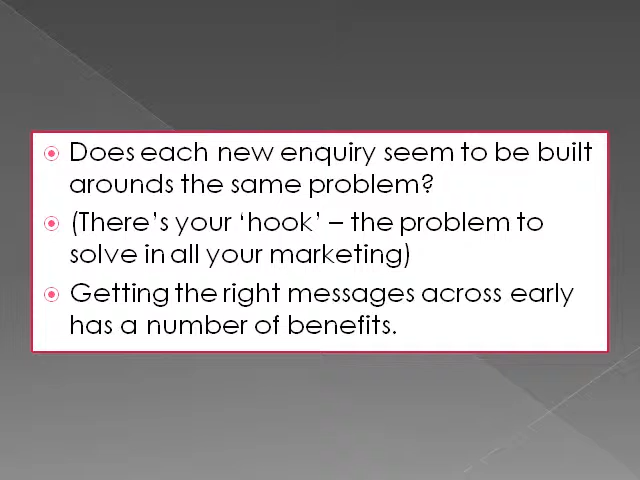 Does each new enquiry seem to be built
arounds the same problem?
(There's your ‘hook’ – the problem to
solve in all your marketing)
Getting the right messages across early
has a number of benefits.